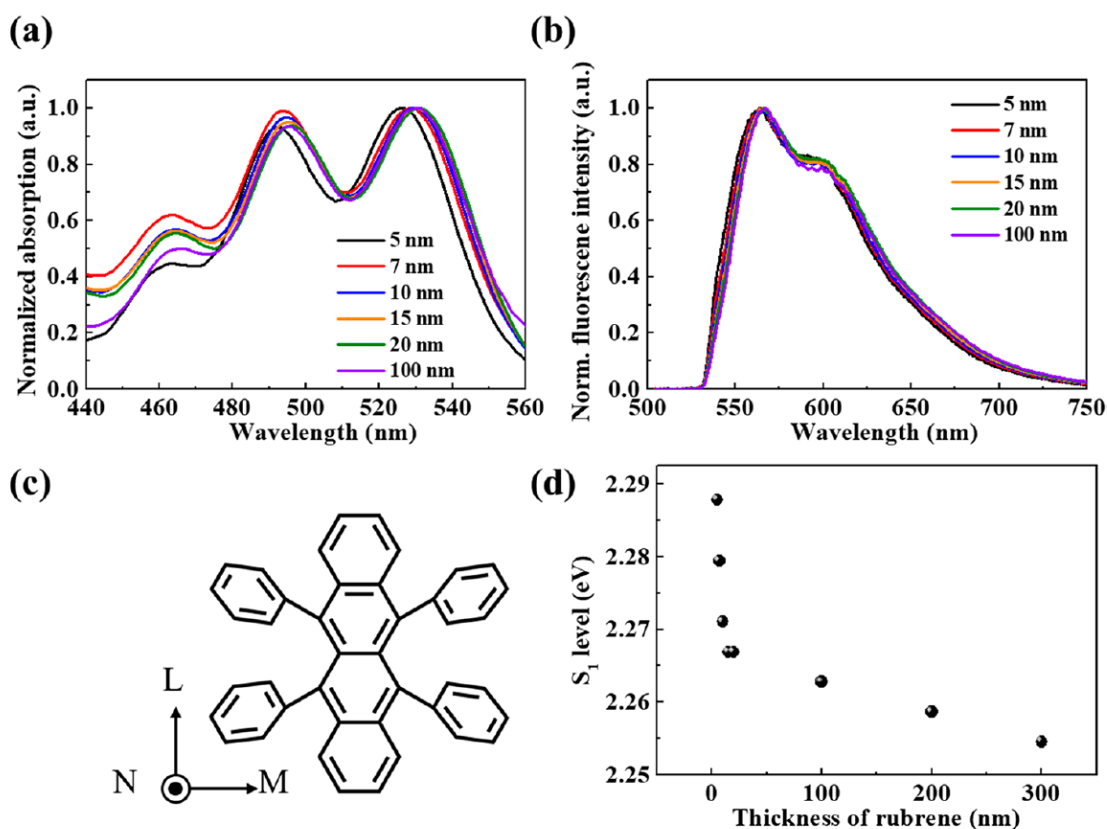 (a)
Normalized absorption (a.u.)
1.0
0.8
0.6
0.4
0.2
0.0
440 460 480 500 520 540 560
Wavelength (nm)
5 nm
7 nm
10 nm
15 nm
20 nm
100 nm
(b)
Norm. fluorescene intensity (a.u.)
1.0
0.8
0.6
0.4
0.2
0.0
500 550 600 650 700 750
Wavelength (nm)
5 nm
7 nm
10 nm
15 nm
20 nm
100 nm
(c)
L
N
M
(d)
S1 level (eV)
2.29
2.28
2.27
2.26
2.25
0 100 200 300
Thickness of rubrene (nm)